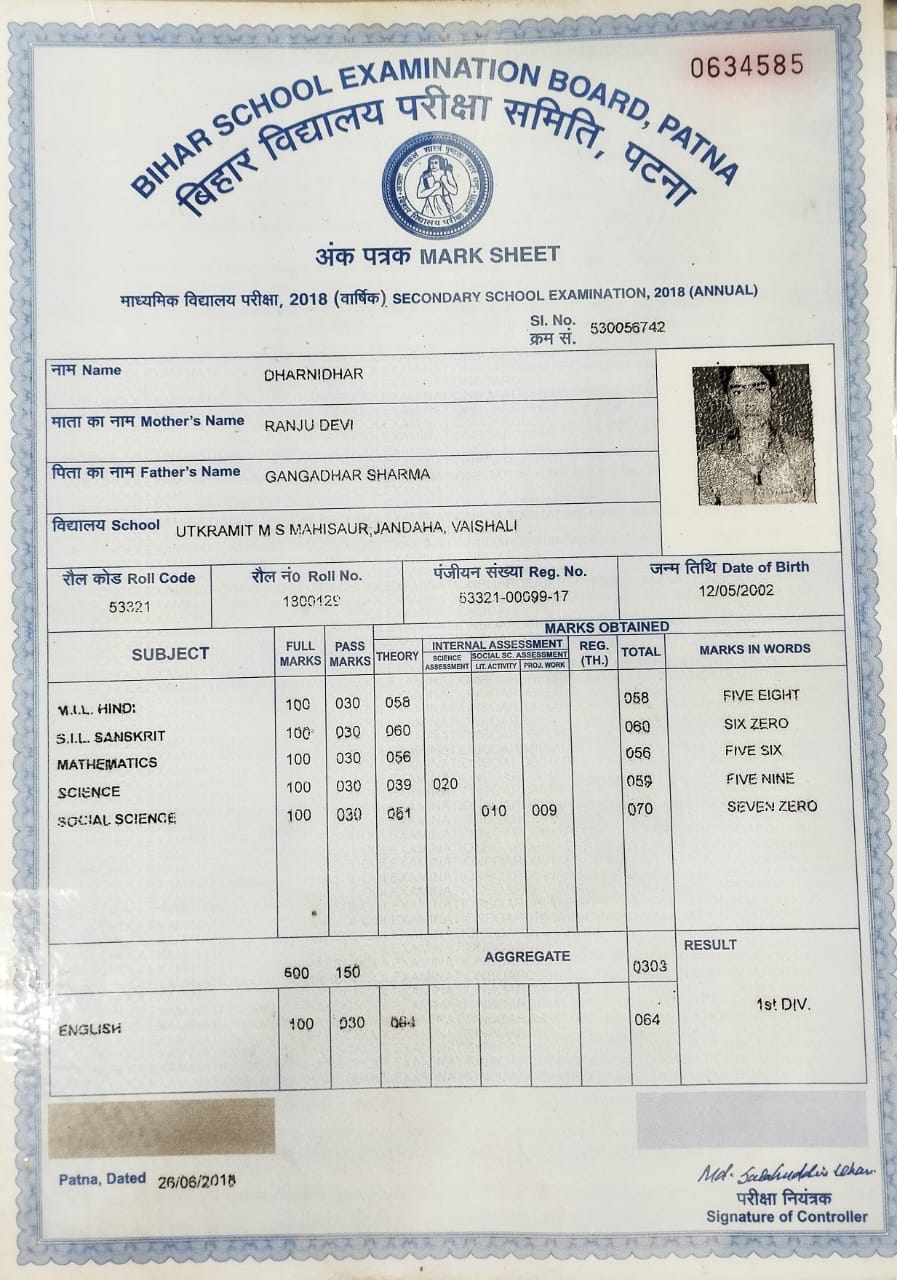 0634585
BIHAR SCHOOL EXAMINATION BOARD, PATNA
बिहार विद्यालय परीक्षा समिति, पटना
अंक पत्रक MARK SHEET
माध्यमिक विद्यालय परीक्षा, 2018 (वार्षिक) SECONDARY SCHOOL EXAMINATION, 2018 (ANNUAL)
Sl. No.
क्रम सं. 530056742
नाम Name DHARNIDHAR
माता का नाम Mother's Name RANJU DEVI
पिता का नाम Father's Name GANGADHAR SHARMA
विद्यालय School UTKRAMIT M S MAHISAUR,JANDAHA, VAISHALI
रौल कोड Roll Code रौल नं० Roll No. पंजीयन संख्या Reg. No. जन्म तिथि Date of Birth
53321 1800129 53321-00099-17 12/05/2002
MARKS OBTAINED
SUBJECT FULL MARKS PASS MARKS THEORY INTERNAL ASSESSMENT REG. (TH.) TOTAL MARKS IN WORDS
SCIENCE ASSESSMENT SOCIAL SC. ASSESSMENT
LIT. ACTIVITY PROJ. WORK
M.I.L. HINDI 100 030 058 058 FIVE EIGHT
S.I.L. SANSKRIT 100 030 060 060 SIX ZERO
MATHEMATICS 100 030 056 056 FIVE SIX
SCIENCE 100 030 039 020 059 FIVE NINE
SOCIAL SCIENCE 100 030 051 010 009 070 SEVEN ZERO
500 150 AGGREGATE 0303 RESULT
1st DIV.
ENGLISH 100 030 064 064
Patna, Dated 26/06/2018
परीक्षा नियंत्रक
Signature of Controller